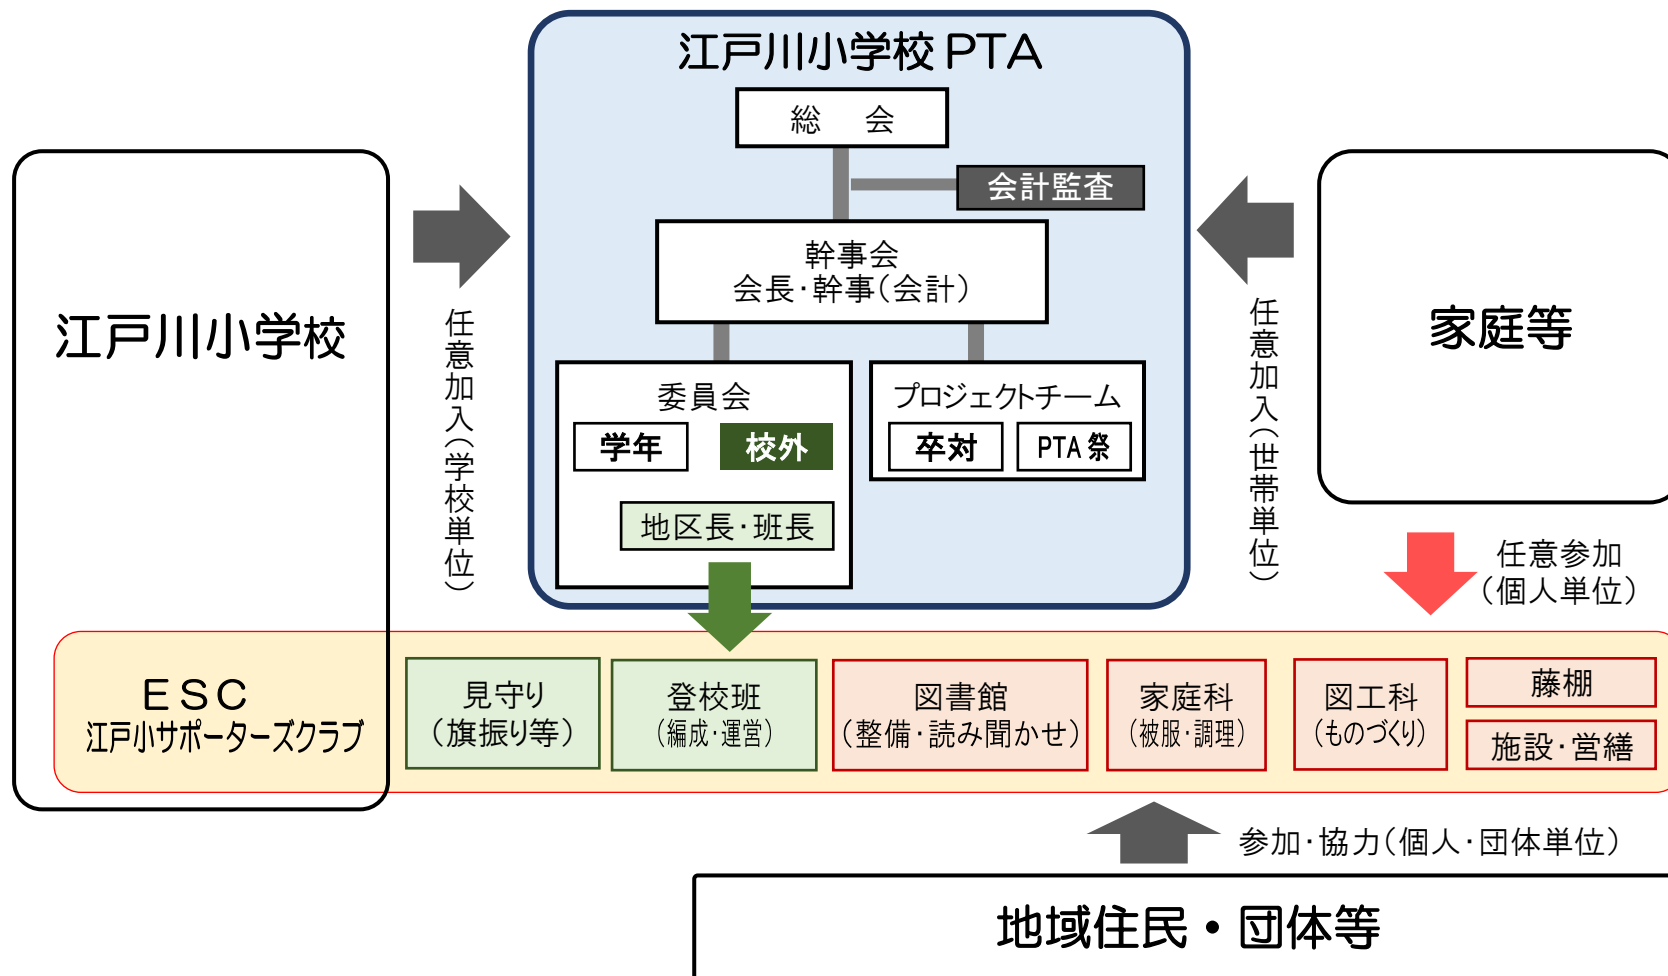 江戸川小学校PTA
総　会
会計監査
幹事会
会長・幹事（会計）
委員会
学年
校外
地区長・班長
プロジェクトチーム
卒対
PTA祭
江戸川小学校
任意加入（学校単位）
任意加入（世帯単位）
家庭等
任意参加
（個人単位）
ESC
江戸小サポーターズクラブ
見守り
（旗振り等）
登校班
（編成・運営）
図書館
（整備・読み聞かせ）
家庭科
（被服・調理）
図工科
（ものづくり）
藤棚
施設・営繕
参加・協力（個人・団体単位）
地域住民・団体等